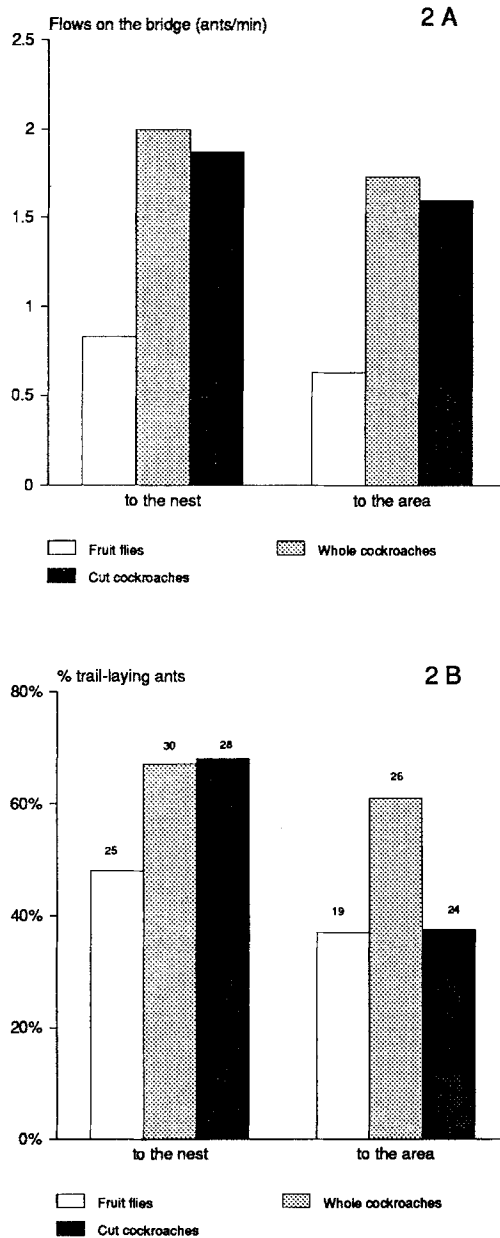 2 A
Flows on the bridge (ants/min)
2.5
2
1.5
1
0.5
0
to the nest to the area
Fruit flies Whole cockroaches
Cut cockroaches
2 B
% trail-laying ants
80%
60%
40%
20%
0%
25 30 28 19 26 24
to the nest to the area
Fruit flies Whole cockroaches
Cut cockroaches